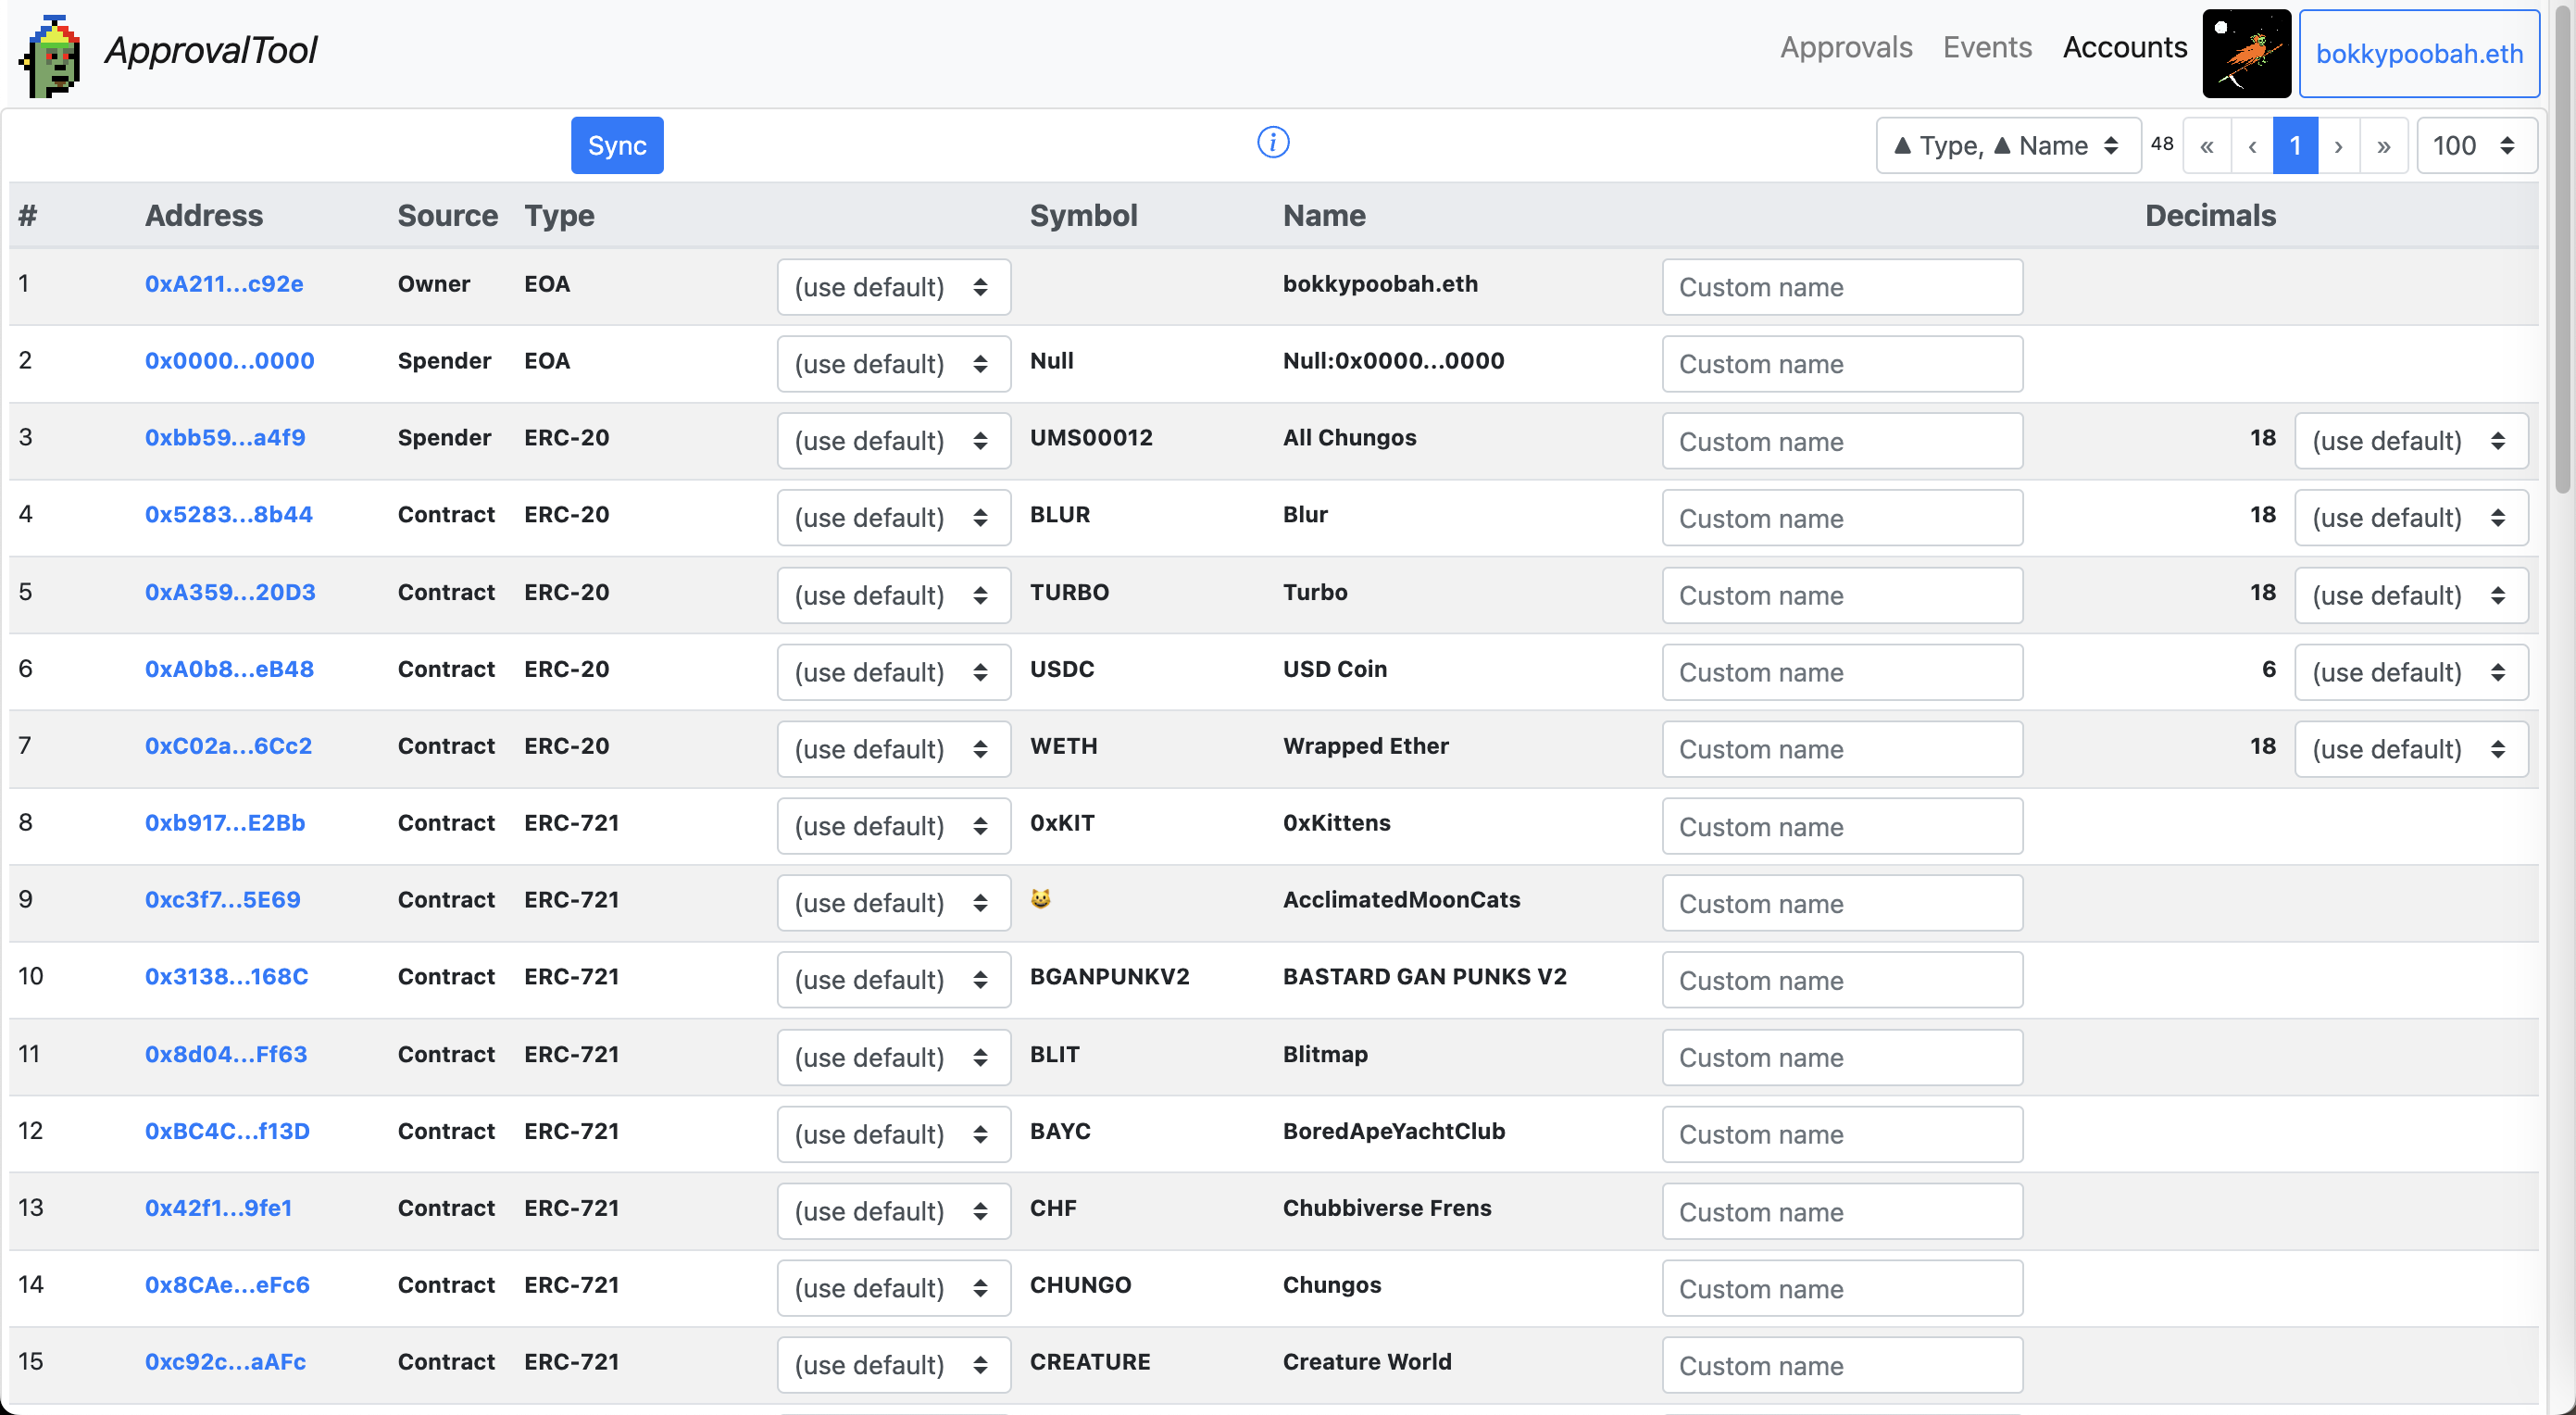 ApprovalTool Approvals Events Accounts bokkypoobah.eth
Sync i ▲ Type, ▲ Name 48 « ‹ 1 › » 100
# Address Source Type Symbol Name Decimals
1 0xA211...c92e Owner EOA (use default) bokkypoobah.eth Custom name
2 0x0000...0000 Spender EOA (use default) Null Null:0x0000...0000 Custom name
3 0xbb59...a4f9 Spender ERC-20 (use default) UMS00012 All Chungos Custom name 18 (use default)
4 0x5283...8b44 Contract ERC-20 (use default) BLUR Blur Custom name 18 (use default)
5 0xA359...20D3 Contract ERC-20 (use default) TURBO Turbo Custom name 18 (use default)
6 0xA0b8...eB48 Contract ERC-20 (use default) USDC USD Coin Custom name 6 (use default)
7 0xC02a...6Cc2 Contract ERC-20 (use default) WETH Wrapped Ether Custom name 18 (use default)
8 0xb917...E2Bb Contract ERC-721 (use default) 0xKIT 0xKittens Custom name
9 0xc3f7...5E69 Contract ERC-721 (use default) 😺 AcclimatedMoonCats Custom name
10 0x3138...168C Contract ERC-721 (use default) BGANPUNKV2 BASTARD GAN PUNKS V2 Custom name
11 0x8d04...Ff63 Contract ERC-721 (use default) BLIT Blitmap Custom name
12 0xBC4C...f13D Contract ERC-721 (use default) BAYC BoredApeYachtClub Custom name
13 0x42f1...9fe1 Contract ERC-721 (use default) CHF Chubbiverse Frens Custom name
14 0x8CAe...eFc6 Contract ERC-721 (use default) CHUNGO Chungos Custom name
15 0xc92c...aAFc Contract ERC-721 (use default) CREATURE Creature World Custom name